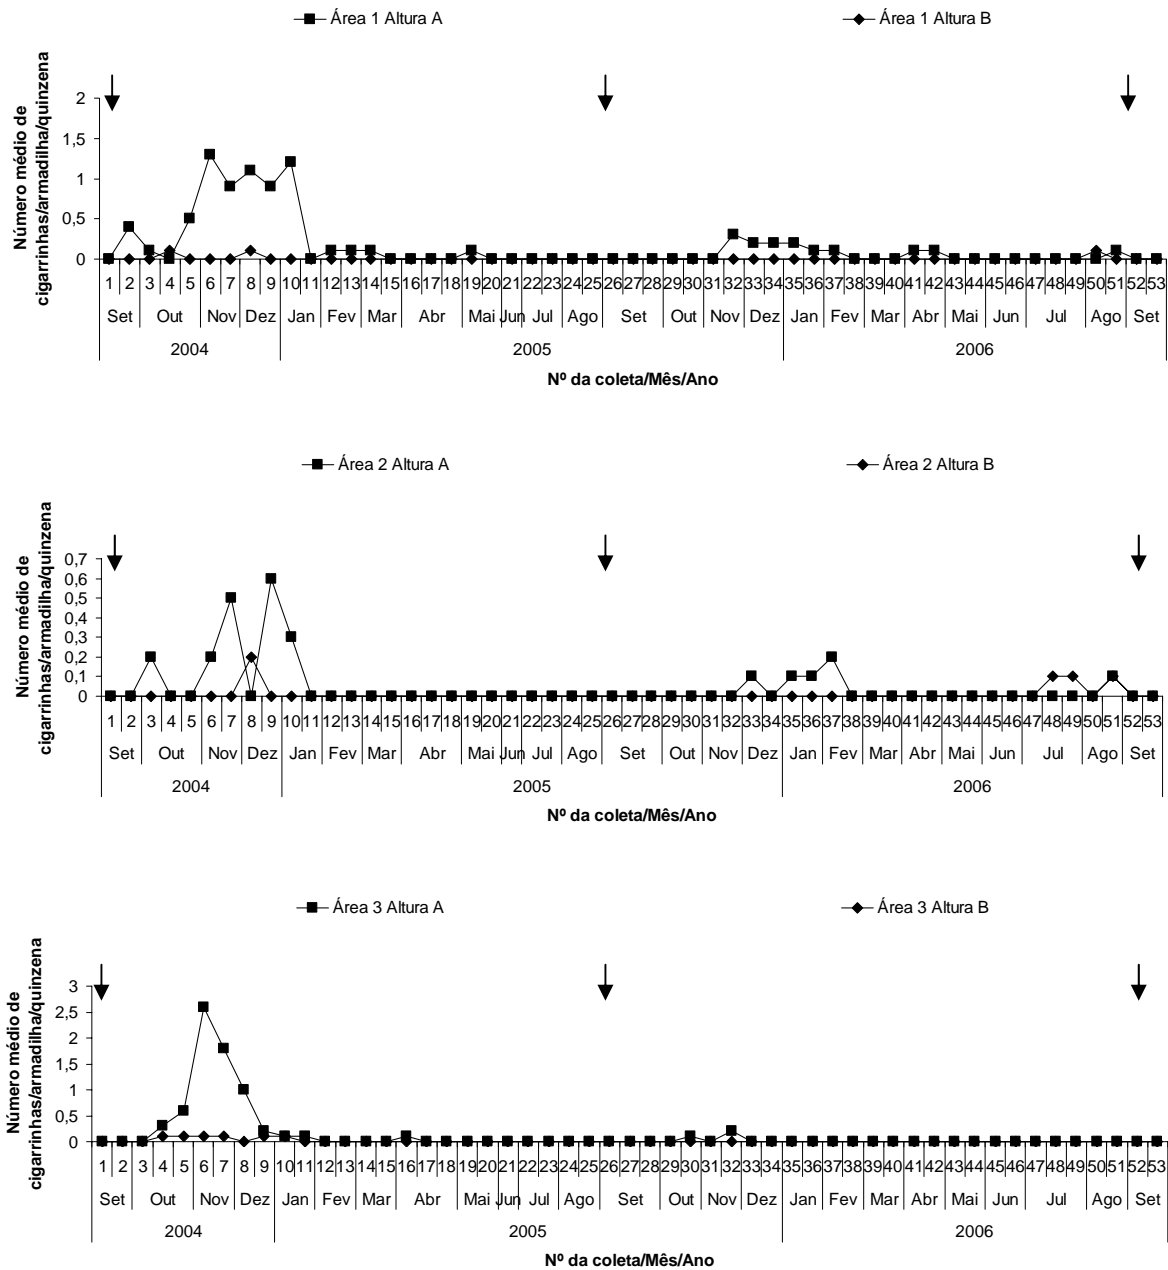 Área 1 Altura A Área 1 Altura B
Número médio de
cigarrinhas/armadilha/quinzena
2
1,5
1
0,5
0
1 2 3 4 5 6 7 8 9 10 11 12 13 14 15 16 17 18 19 20 21 22 23 24 25 26 27 28 29 30 31 32 33 34 35 36 37 38 39 40 41 42 43 44 45 46 47 48 49 50 51 52 53
Set Out Nov Dez Jan Fev Mar Abr Mai Jun Jul Ago Set Out Nov Dez Jan Fev Mar Abr Mai Jun Jul Ago Set
2004 2005 2006
Nº da coleta/Mês/Ano
Área 2 Altura A Área 2 Altura B
Número médio de
cigarrinhas/armadilha/quinzena
0,7
0,6
0,5
0,4
0,3
0,2
0,1
0
1 2 3 4 5 6 7 8 9 10 11 12 13 14 15 16 17 18 19 20 21 22 23 24 25 26 27 28 29 30 31 32 33 34 35 36 37 38 39 40 41 42 43 44 45 46 47 48 49 50 51 52 53
Set Out Nov Dez Jan Fev Mar Abr Mai Jun Jul Ago Set Out Nov Dez Jan Fev Mar Abr Mai Jun Jul Ago Set
2004 2005 2006
Nº da coleta/Mês/Ano
Área 3 Altura A Área 3 Altura B
Número médio de
cigarrinhas/armadilha/quinzena
3
2,5
2
1,5
1
0,5
0
1 2 3 4 5 6 7 8 9 10 11 12 13 14 15 16 17 18 19 20 21 22 23 24 25 26 27 28 29 30 31 32 33 34 35 36 37 38 39 40 41 42 43 44 45 46 47 48 49 50 51 52 53
Set Out Nov Dez Jan Fev Mar Abr Mai Jun Jul Ago Set Out Nov Dez Jan Fev Mar Abr Mai Jun Jul Ago Set
2004 2005 2006
Nº da coleta/Mês/Ano